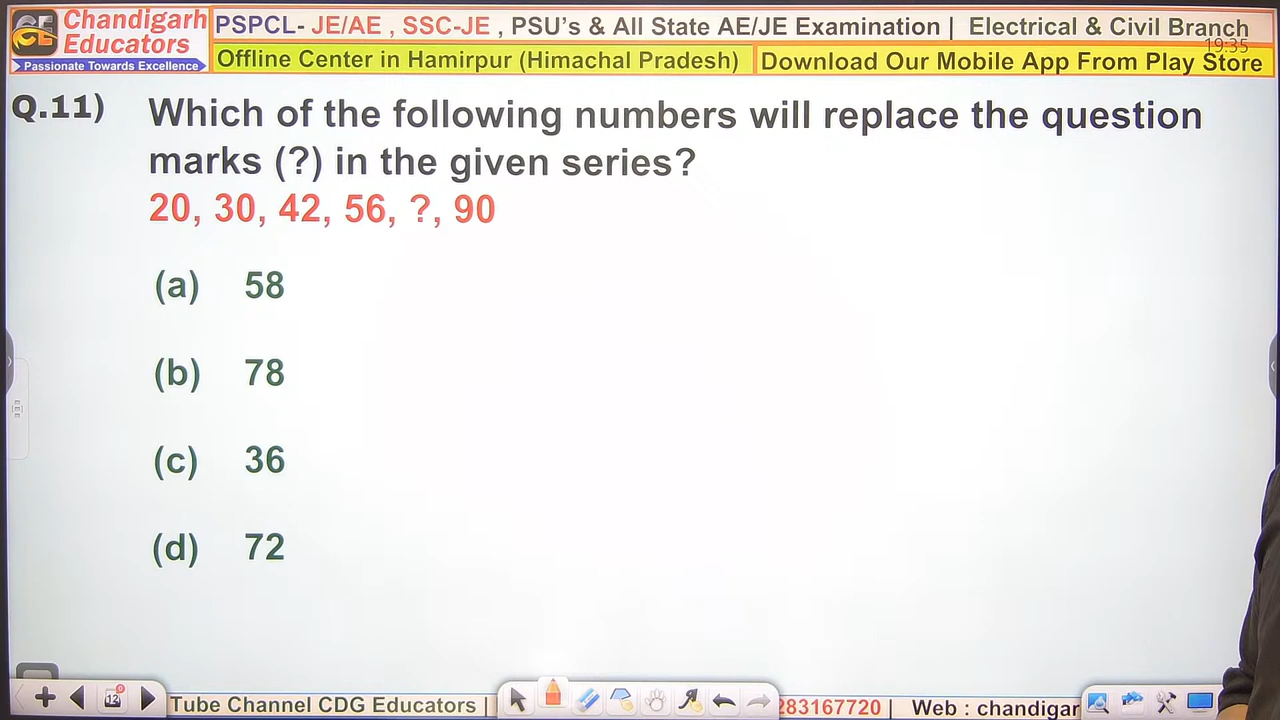 Chandigarh
Educators
Passionate Towards Excellence
PSPCL- JE/AE , SSC-JE , PSU's & All State AE/JE Examination | Electrical & Civil Branch
19:35
Offline Center in Hamirpur (Himachal Pradesh)
Download Our Mobile App From Play Store
Q.11) Which of the following numbers will replace the question
marks (?) in the given series?
20, 30, 42, 56, ?, 90
(a) 58
(b) 78
(c) 36
(d) 72
12
Tube Channel CDG Educators |
283167720 | Web : chandigar